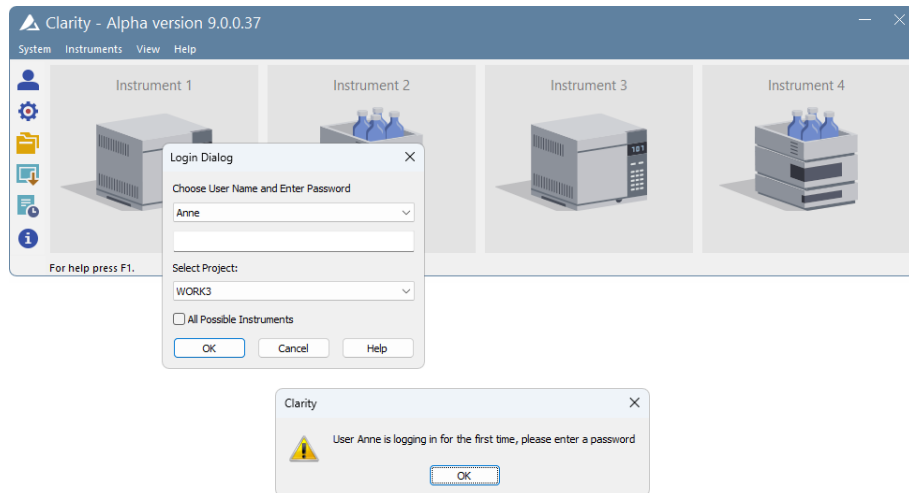 Clarity - Alpha version 9.0.0.37
System Instruments View Help
Instrument 1
Instrument 2
Instrument 3
Instrument 4
For help press F1.
Login Dialog
Choose User Name and Enter Password
Anne
Select Project:
WORK3
All Possible Instruments
OK Cancel Help
Clarity
User Anne is logging in for the first time, please enter a password
OK